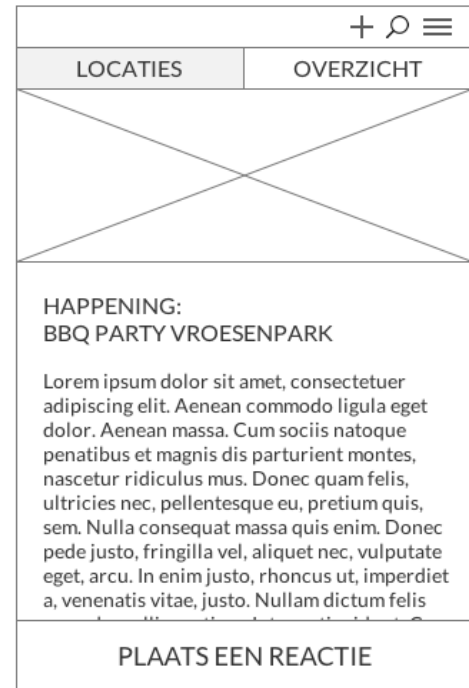 LOCATIES
OVERZICHT
HAPPENING:
BBQ PARTY VROESENPARK
Lorem ipsum dolor sit amet, consectetuer
adipiscing elit. Aenean commodo ligula eget
dolor. Aenean massa. Cum sociis natoque
penatibus et magnis dis parturient montes,
nascetur ridiculus mus. Donec quam felis,
ultricies nec, pellentesque eu, pretium quis,
sem. Nulla consequat massa quis enim. Donec
pede justo, fringilla vel, aliquet nec, vulputate
eget, arcu. In enim justo, rhoncus ut, imperdiet
a, venenatis vitae, justo. Nullam dictum felis
PLAATS EEN REACTIE